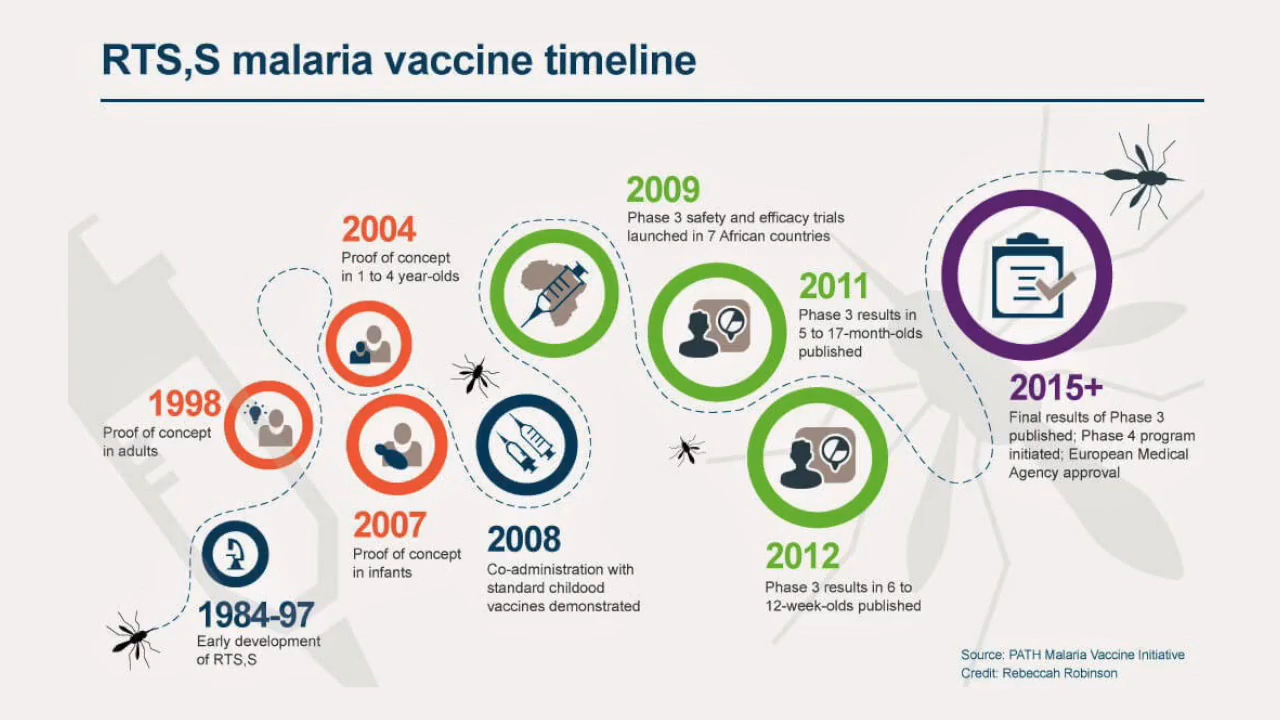 RTS,S malaria vaccine timeline
1984-97
Early development
of RTS,S
1998
Proof of concept
in adults
2004
Proof of concept
in 1 to 4 year-olds
2007
Proof of concept
in infants
2008
Co-administration with
standard childood
vaccines demonstrated
2009
Phase 3 safety and efficacy trials
launched in 7 African countries
2011
Phase 3 results in
5 to 17-month-olds
published
2012
Phase 3 results in 6 to
12-week-olds published
2015+
Final results of Phase 3
published; Phase 4 program
initiated; European Medical
Agency approval
Source: PATH Malaria Vaccine Initiative
Credit: Rebeccah Robinson